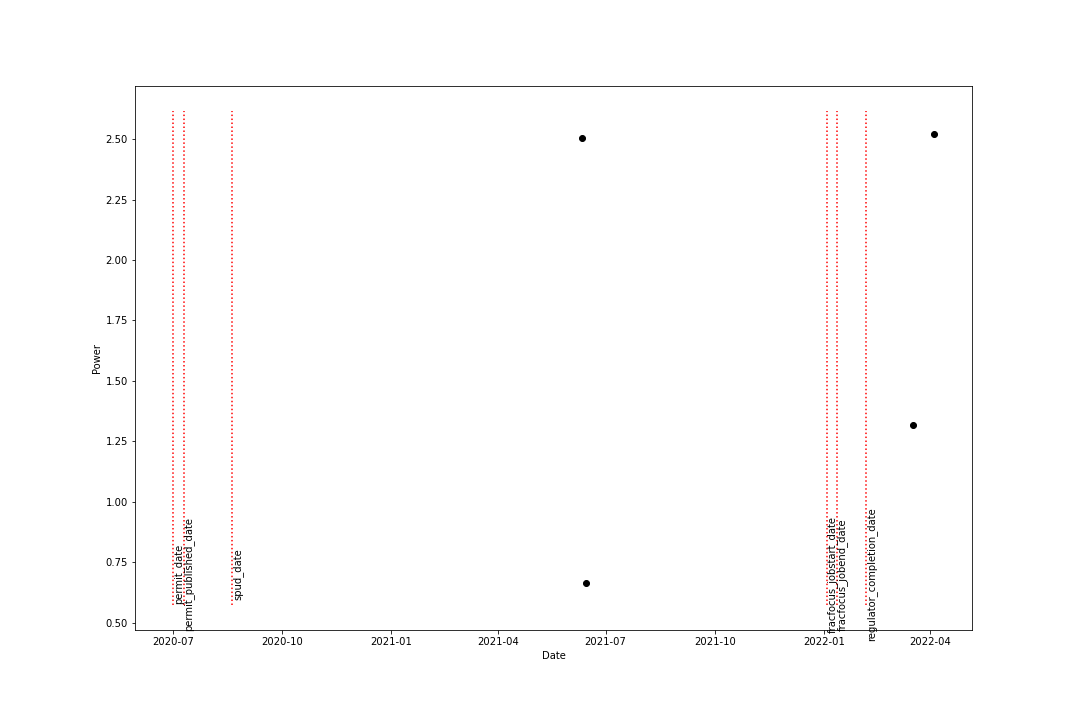 2.50
2.25
2.00
1.75
1.50
1.25
1.00
0.75
0.50
Power
permit_date
permit_published_date
spud_date
fracfocus_jobstart_date
fracfocus_jobend_date
regulator_completion_date
2020-07
2020-10
2021-01
2021-04
2021-07
2021-10
2022-01
2022-04
Date